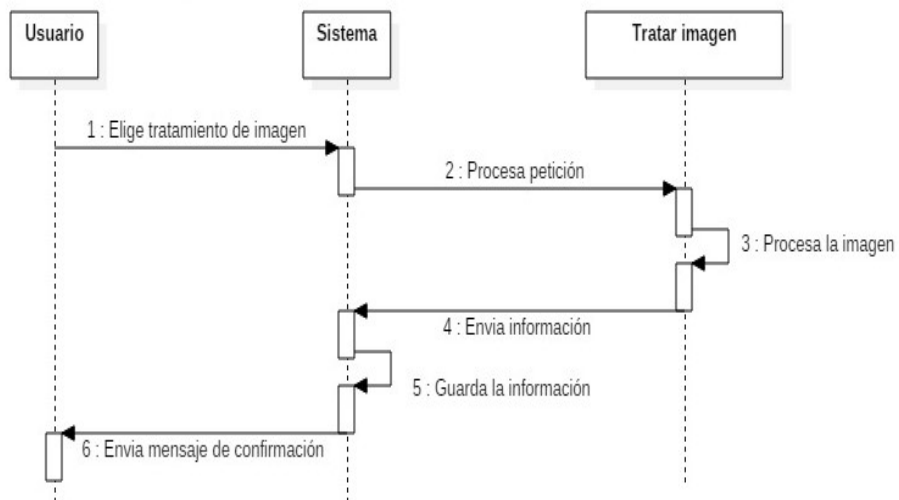 Usuario
Sistema
Tratar imagen
1 : Elige tratamiento de imagen
2 : Procesa petición
3 : Procesa la imagen
4 : Envia información
5 : Guarda la información
6 : Envia mensaje de confirmación